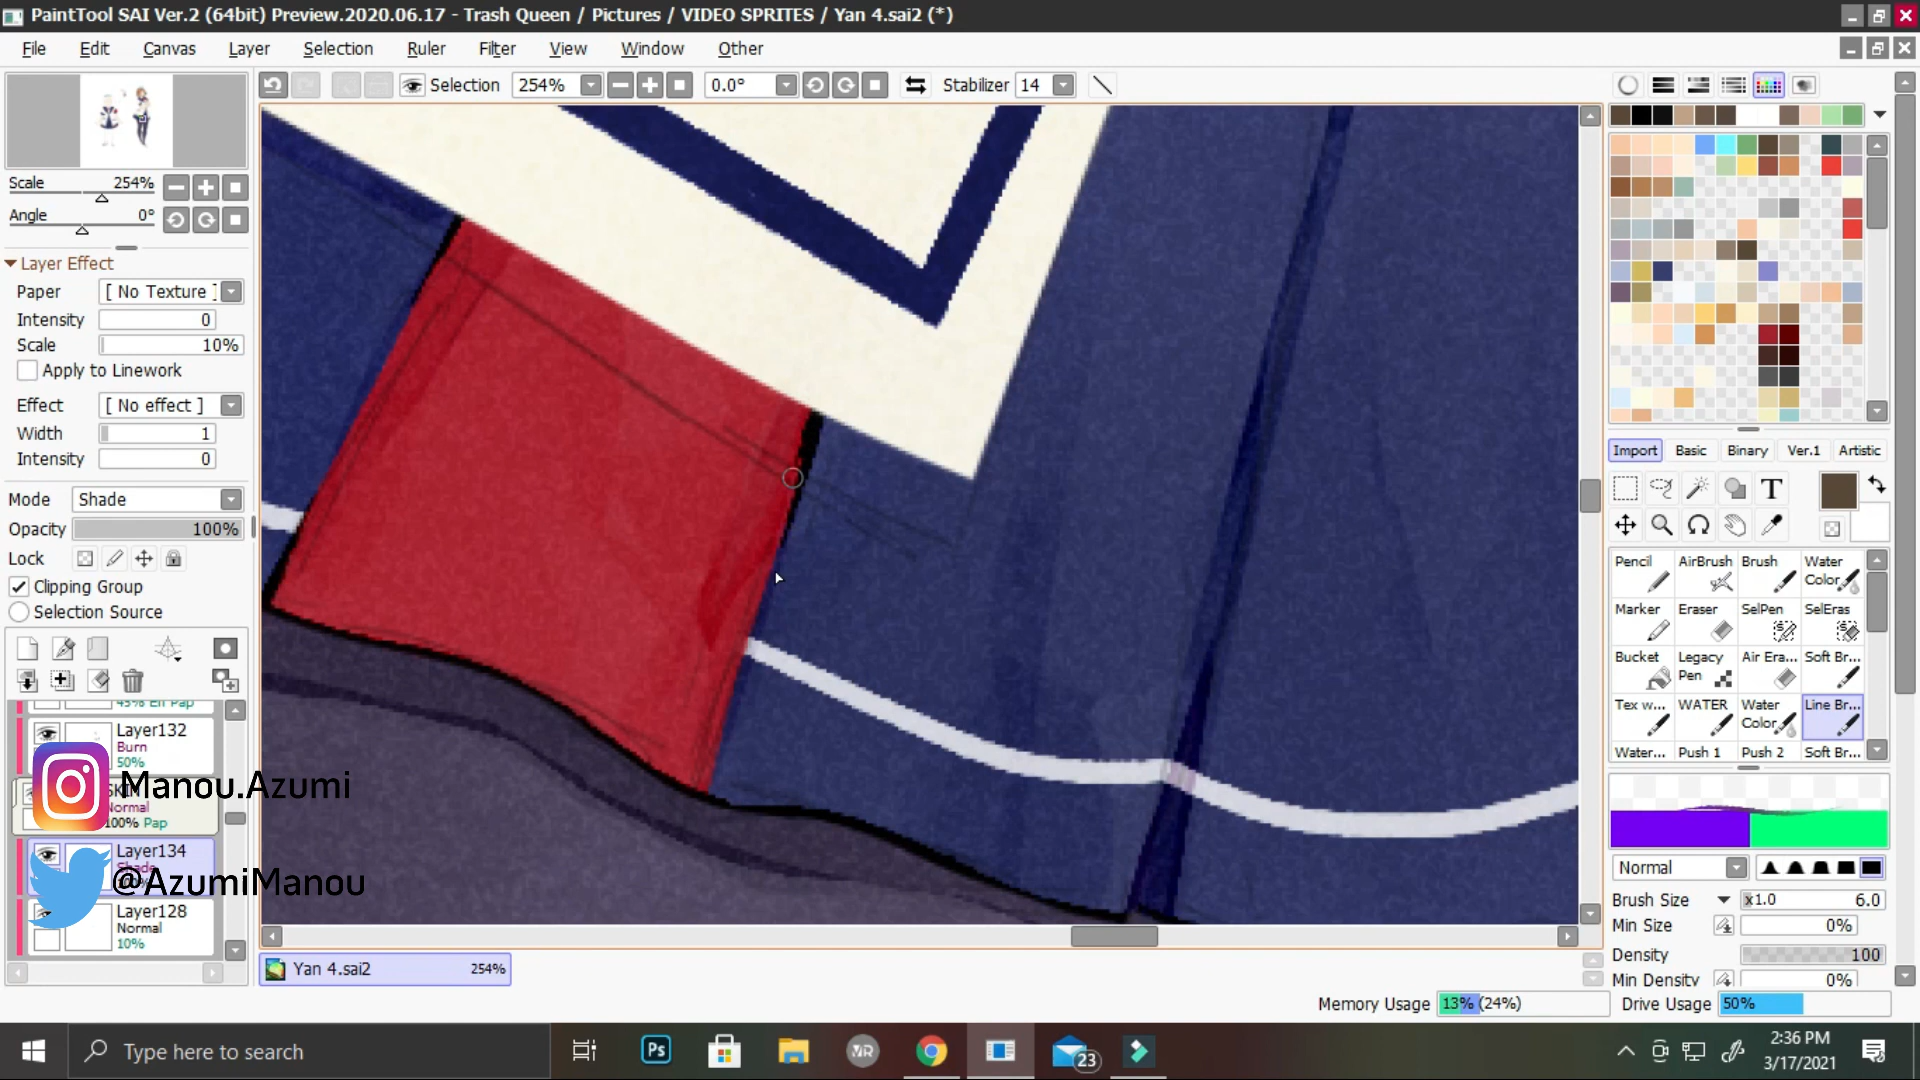 PaintTool SAI Ver.2 (64bit) Preview.2020.06.17 - Trash Queen / Pictures / VIDEO SPRITES / Yan 4.sai2 (*)
File Edit Canvas Layer Selection Ruler Filter View Window Other
Selection 254% 0.0° Stabilizer 14
Scale 254%
Angle 0°
Layer Effect
Paper [ No Texture ]
Intensity 0
Scale 10%
Apply to Linework
Effect [ No effect ]
Width 1
Intensity 0
Mode Shade
Opacity 100%
Lock
Clipping Group
Selection Source
Layer132
Burn
50%
Manou.Azumi
Normal
100% Pap
Layer134
Shade
@AzumiManou
Layer128
Normal
10%
Import Basic Binary Ver.1 Artistic
T
Pencil AirBrush Brush Water Color
Marker Eraser SelPen SelEras
Bucket Legacy Pen Air Era... Soft Br...
Tex w... WATER Water Color Line Br...
Water... Push 1 Push 2 Soft Br...
Normal
Brush Size x1.0 6.0
Min Size 0%
Density 100
Min Density 0%
Yan 4.sai2 254%
Memory Usage 13% (24%) Drive Usage 50%
Type here to search
Ps
MR
23
2:36 PM
3/17/2021